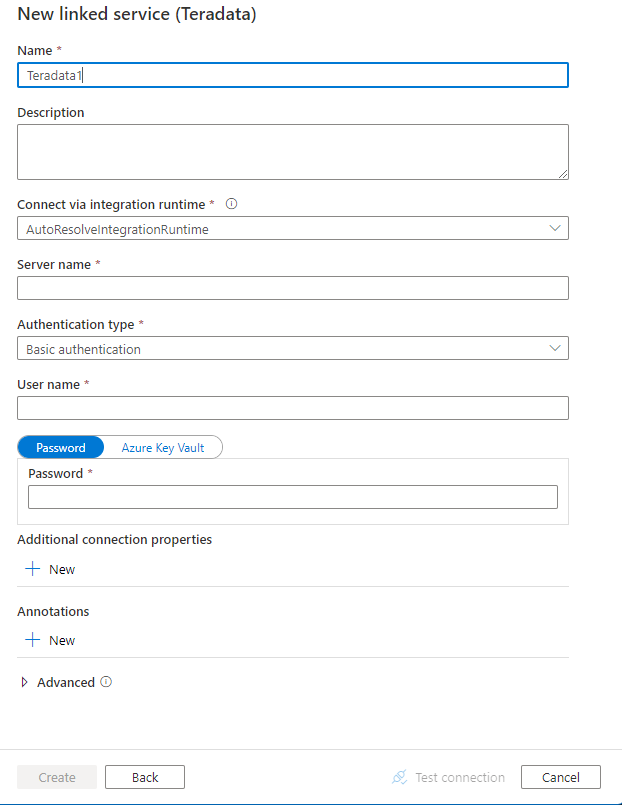 New linked service (Teradata)
Name *
Teradata1
Description
Connect via integration runtime *
AutoResolveIntegrationRuntime
Server name *
Authentication type *
Basic authentication
User name *
Password Azure Key Vault
Password *
Additional connection properties
New
Annotations
New
Advanced
Create Back Test connection Cancel